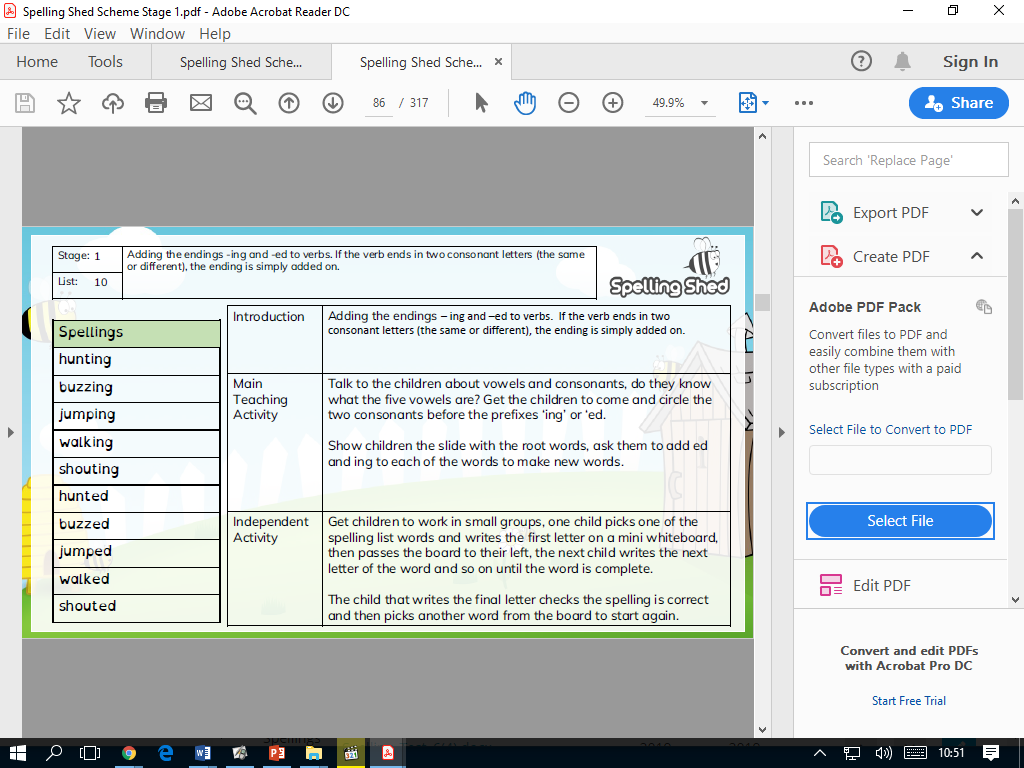 Spelling Shed Scheme Stage 1.pdf - Adobe Acrobat Reader DC
File Edit View Window Help
Home Tools Spelling Shed Sche... Spelling Shed Sche... × Sign In
86 / 317 49.9% Share
Search 'Replace Page'
Export PDF
Create PDF
Adobe PDF Pack
Convert files to PDF and
easily combine them with
other file types with a paid
subscription
Select File to Convert to PDF
Select File
Edit PDF
Convert and edit PDFs
with Acrobat Pro DC
Start Free Trial
Stage: 1
List: 10
Adding the endings -ing and -ed to verbs. If the verb ends in two consonant letters (the same
or different), the ending is simply added on.
Spelling Shed
Spellings
hunting
buzzing
jumping
walking
shouting
hunted
buzzed
jumped
walked
shouted
Introduction
Adding the endings – ing and –ed to verbs. If the verb ends in two
consonant letters (the same or different), the ending is simply added on.
Main
Teaching
Activity
Talk to the children about vowels and consonants, do they know
what the five vowels are? Get the children to come and circle the
two consonants before the prefixes ‘ing’ or ‘ed.
Show children the slide with the root words, ask them to add ed
and ing to each of the words to make new words.
Independent
Activity
Get children to work in small groups, one child picks one of the
spelling list words and writes the first letter on a mini whiteboard,
then passes the board to their left, the next child writes the next
letter of the word and so on until the word is complete.
The child that writes the final letter checks the spelling is correct
and then picks another word from the board to start again.
10:51